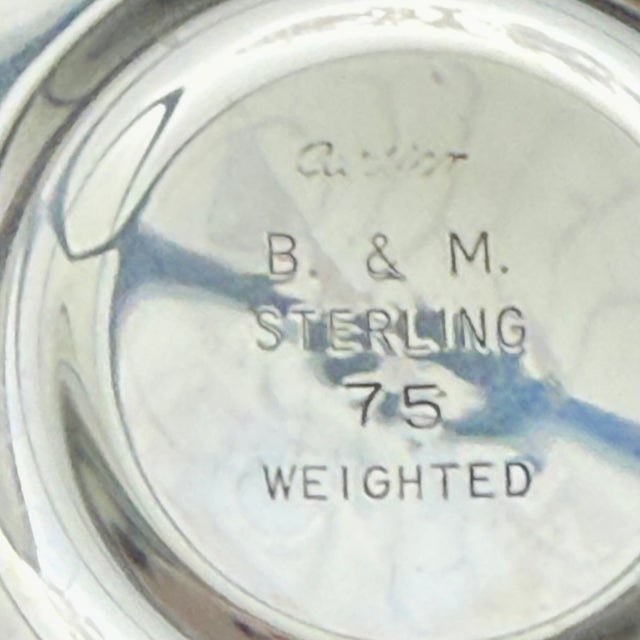 B. & M.
STERLING
75
WEIGHTED